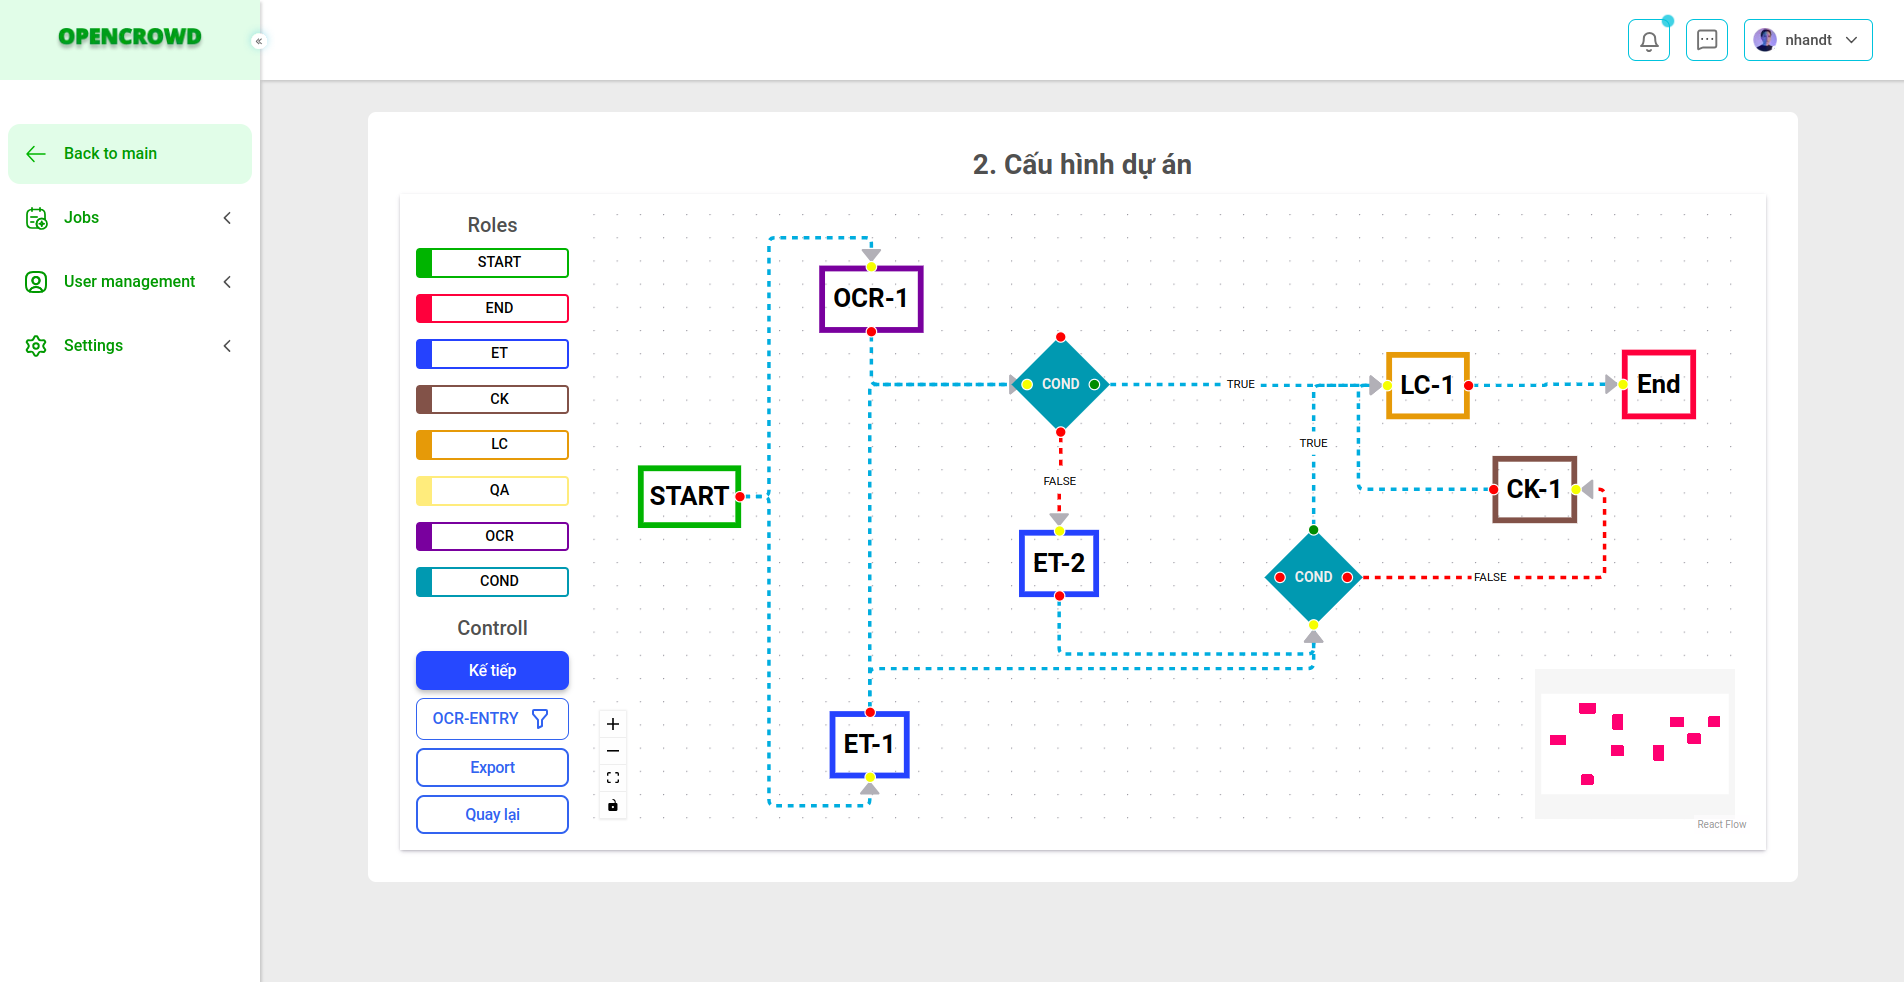 OPENCROWD
«
nhandt
Back to main
Jobs
User management
Settings
2. Cấu hình dự án
Roles
START
END
ET
CK
LC
QA
OCR
COND
Controll
Kế tiếp
OCR-ENTRY
Export
Quay lại
OCR-1
COND
TRUE
LC-1
End
TRUE
FALSE
START
CK-1
ET-2
COND
FALSE
ET-1
React Flow